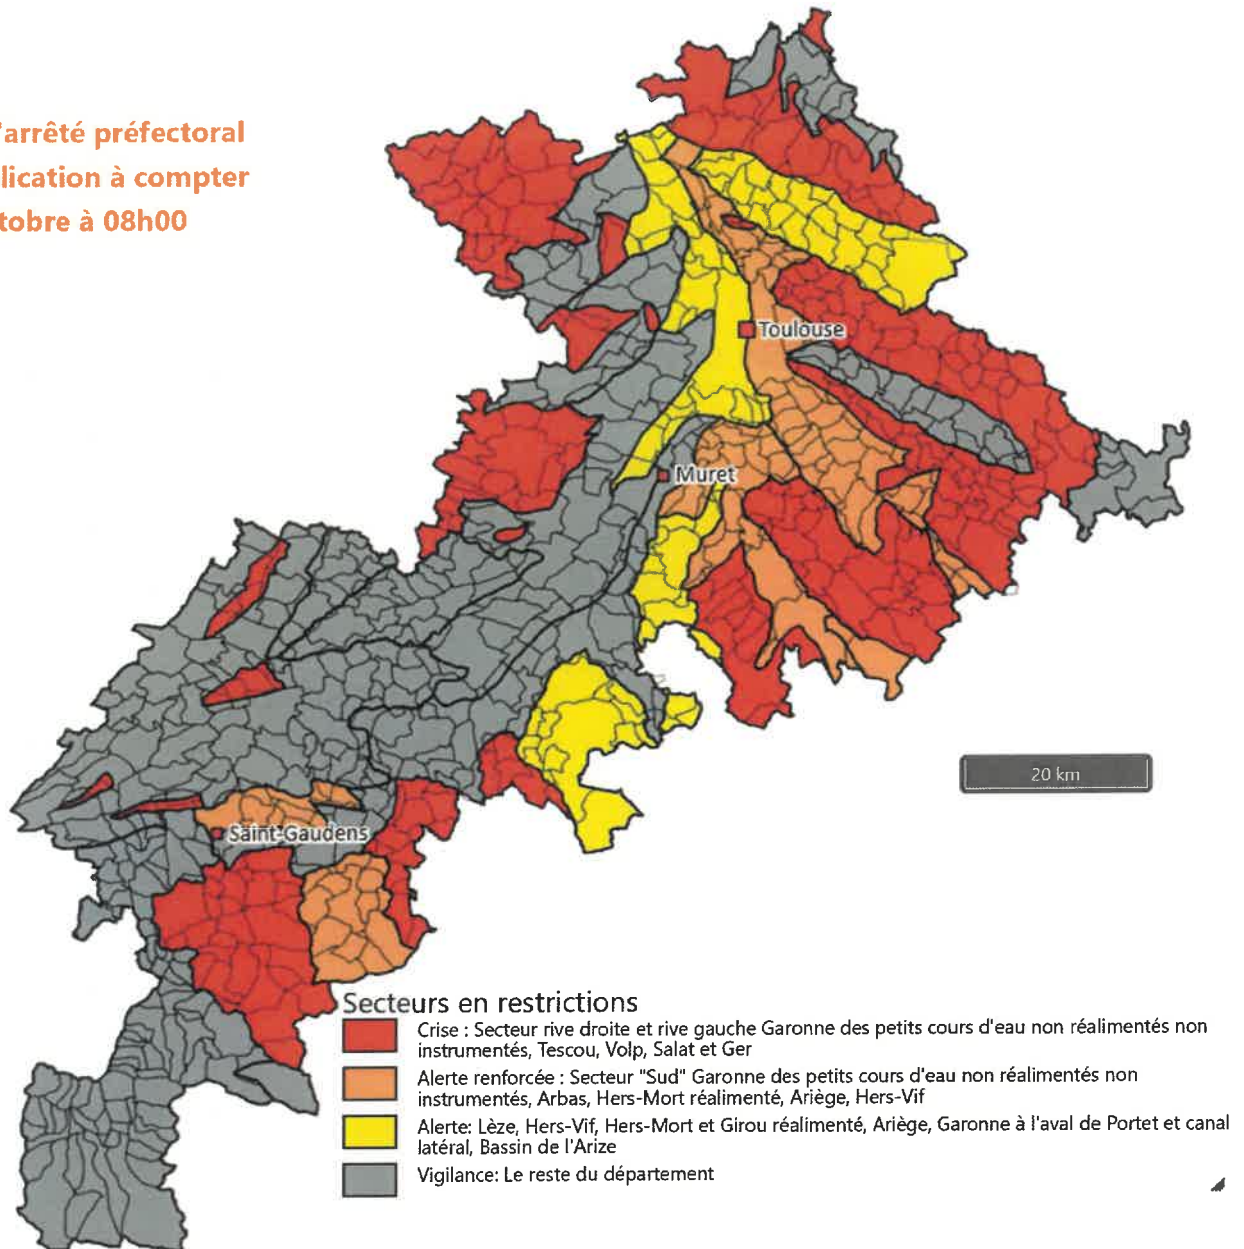 'arrêté préfectoral
lication à compter
tobre à 08h00
Toulouse
Muret
20 km
Saint-Gaudens
Secteurs en restrictions
Crise : Secteur rive droite et rive gauche Garonne des petits cours d'eau non réalimentés non
instrumentés, Tescou, Volp, Salat et Ger
Alerte renforcée : Secteur "Sud" Garonne des petits cours d'eau non réalimentés non
instrumentés, Arbas, Hers-Mort réalimenté, Ariège, Hers-Vif
Alerte: Lèze, Hers-Vif, Hers-Mort et Girou réalimenté, Ariège, Garonne à l'aval de Portet et canal
latéral, Bassin de l'Arize
Vigilance: Le reste du département